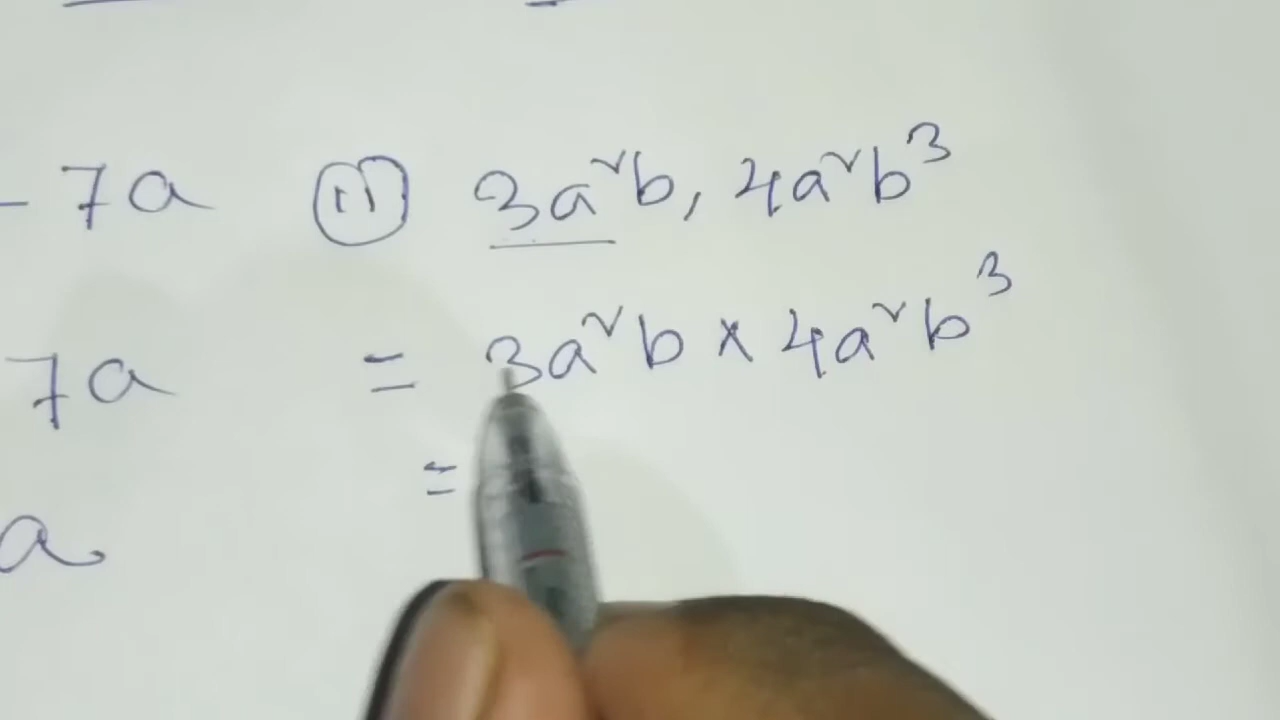 - 7a (ii) 3a²b, 4a²b³
7a = 3a²b × 4a²b³
=
a